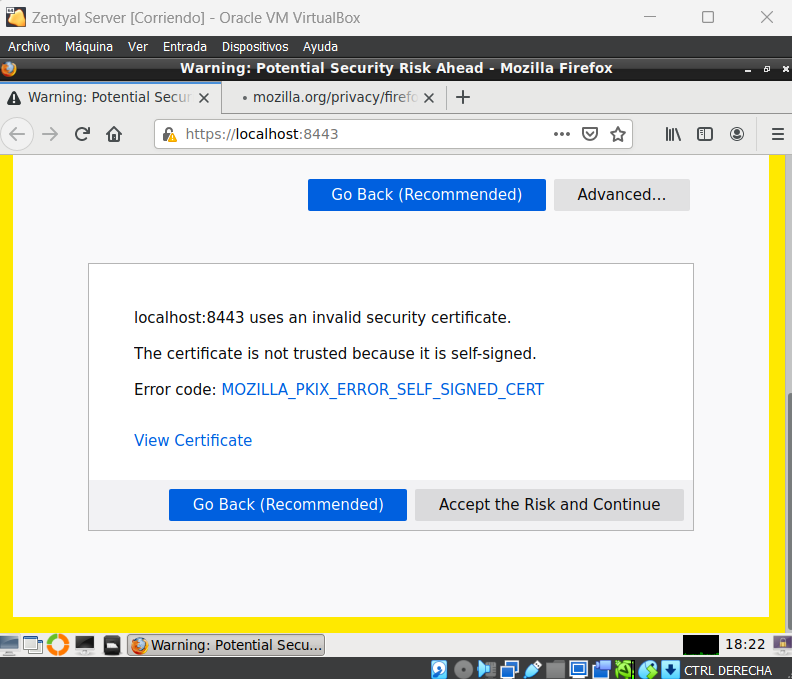 Zentyal Server [Corriendo] - Oracle VM VirtualBox
Archivo Máquina Ver Entrada Dispositivos Ayuda
Warning: Potential Security Risk Ahead - Mozilla Firefox
Warning: Potential Secur mozilla.org/privacy/firefo
https://localhost:8443
Go Back (Recommended) Advanced...
localhost:8443 uses an invalid security certificate.
The certificate is not trusted because it is self-signed.
Error code: MOZILLA_PKIX_ERROR_SELF_SIGNED_CERT
View Certificate
Go Back (Recommended) Accept the Risk and Continue
Warning: Potential Secu... 18:22
CTRL DERECHA